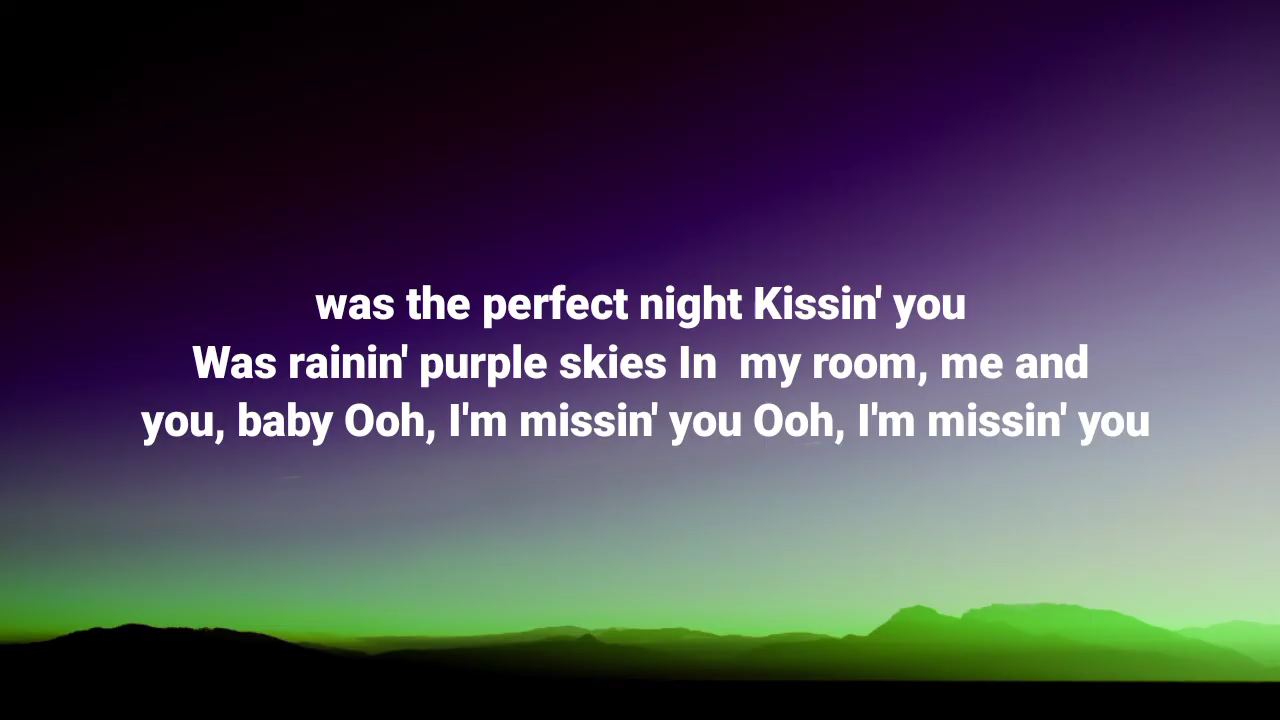 was the perfect night Kissin' you
Was rainin' purple skies In  my room, me and
you, baby Ooh, I'm missin' you Ooh, I'm missin' you